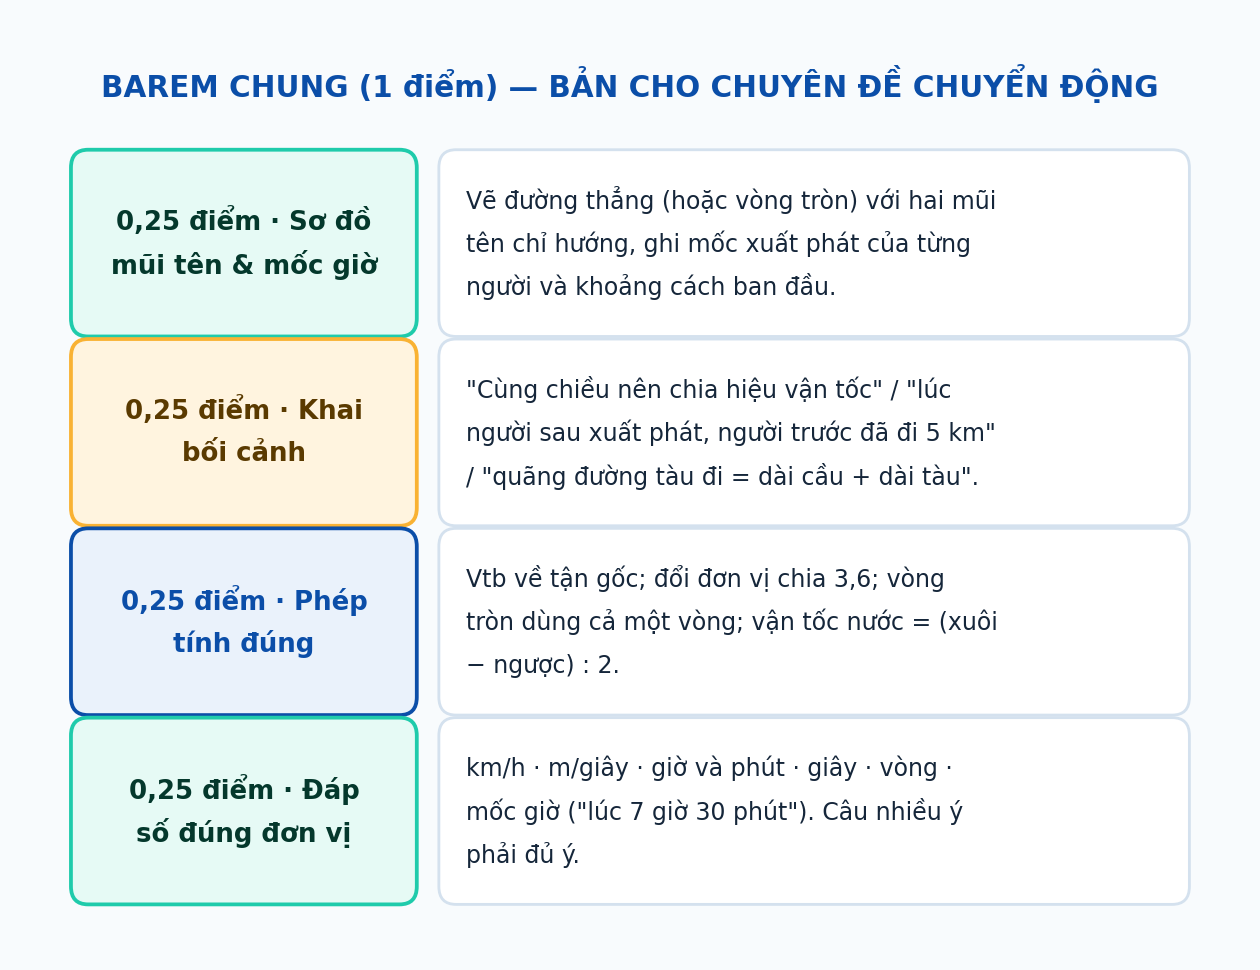 BAREM CHUNG (1 điểm) — BẢN CHO CHUYÊN ĐỀ CHUYỂN ĐỘNG
0,25 điểm · Sơ đồ
mũi tên & mốc giờ
Vẽ đường thẳng (hoặc vòng tròn) với hai mũi
tên chỉ hướng, ghi mốc xuất phát của từng
người và khoảng cách ban đầu.
0,25 điểm · Khai
bối cảnh
"Cùng chiều nên chia hiệu vận tốc" / "lúc
người sau xuất phát, người trước đã đi 5 km"
/ "quãng đường tàu đi = dài cầu + dài tàu".
0,25 điểm · Phép
tính đúng
Vtb về tận gốc; đổi đơn vị chia 3,6; vòng
tròn dùng cả một vòng; vận tốc nước = (xuôi
− ngược) : 2.
0,25 điểm · Đáp
số đúng đơn vị
km/h · m/giây · giờ và phút · giây · vòng ·
mốc giờ ("lúc 7 giờ 30 phút"). Câu nhiều ý
phải đủ ý.